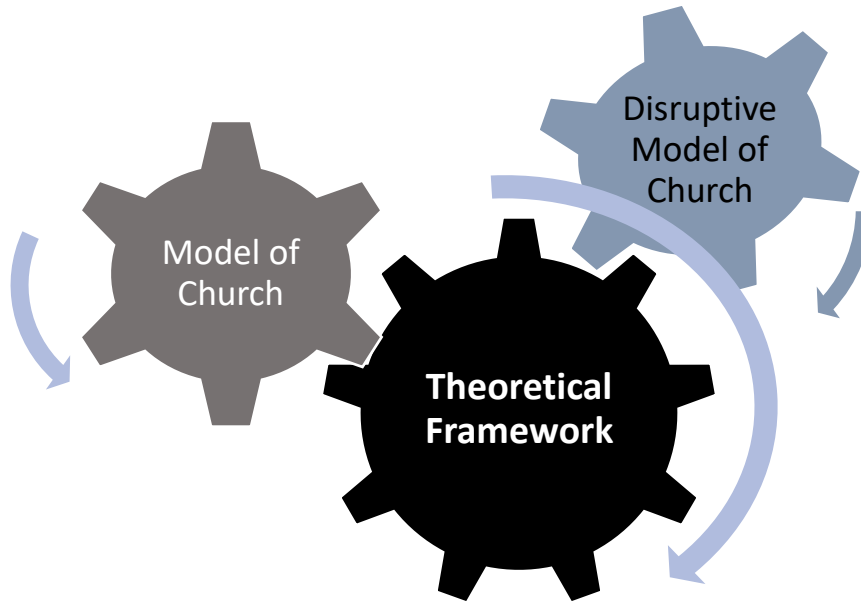 Disruptive
Model of
Church
Model of
Church
Theoretical
Framework